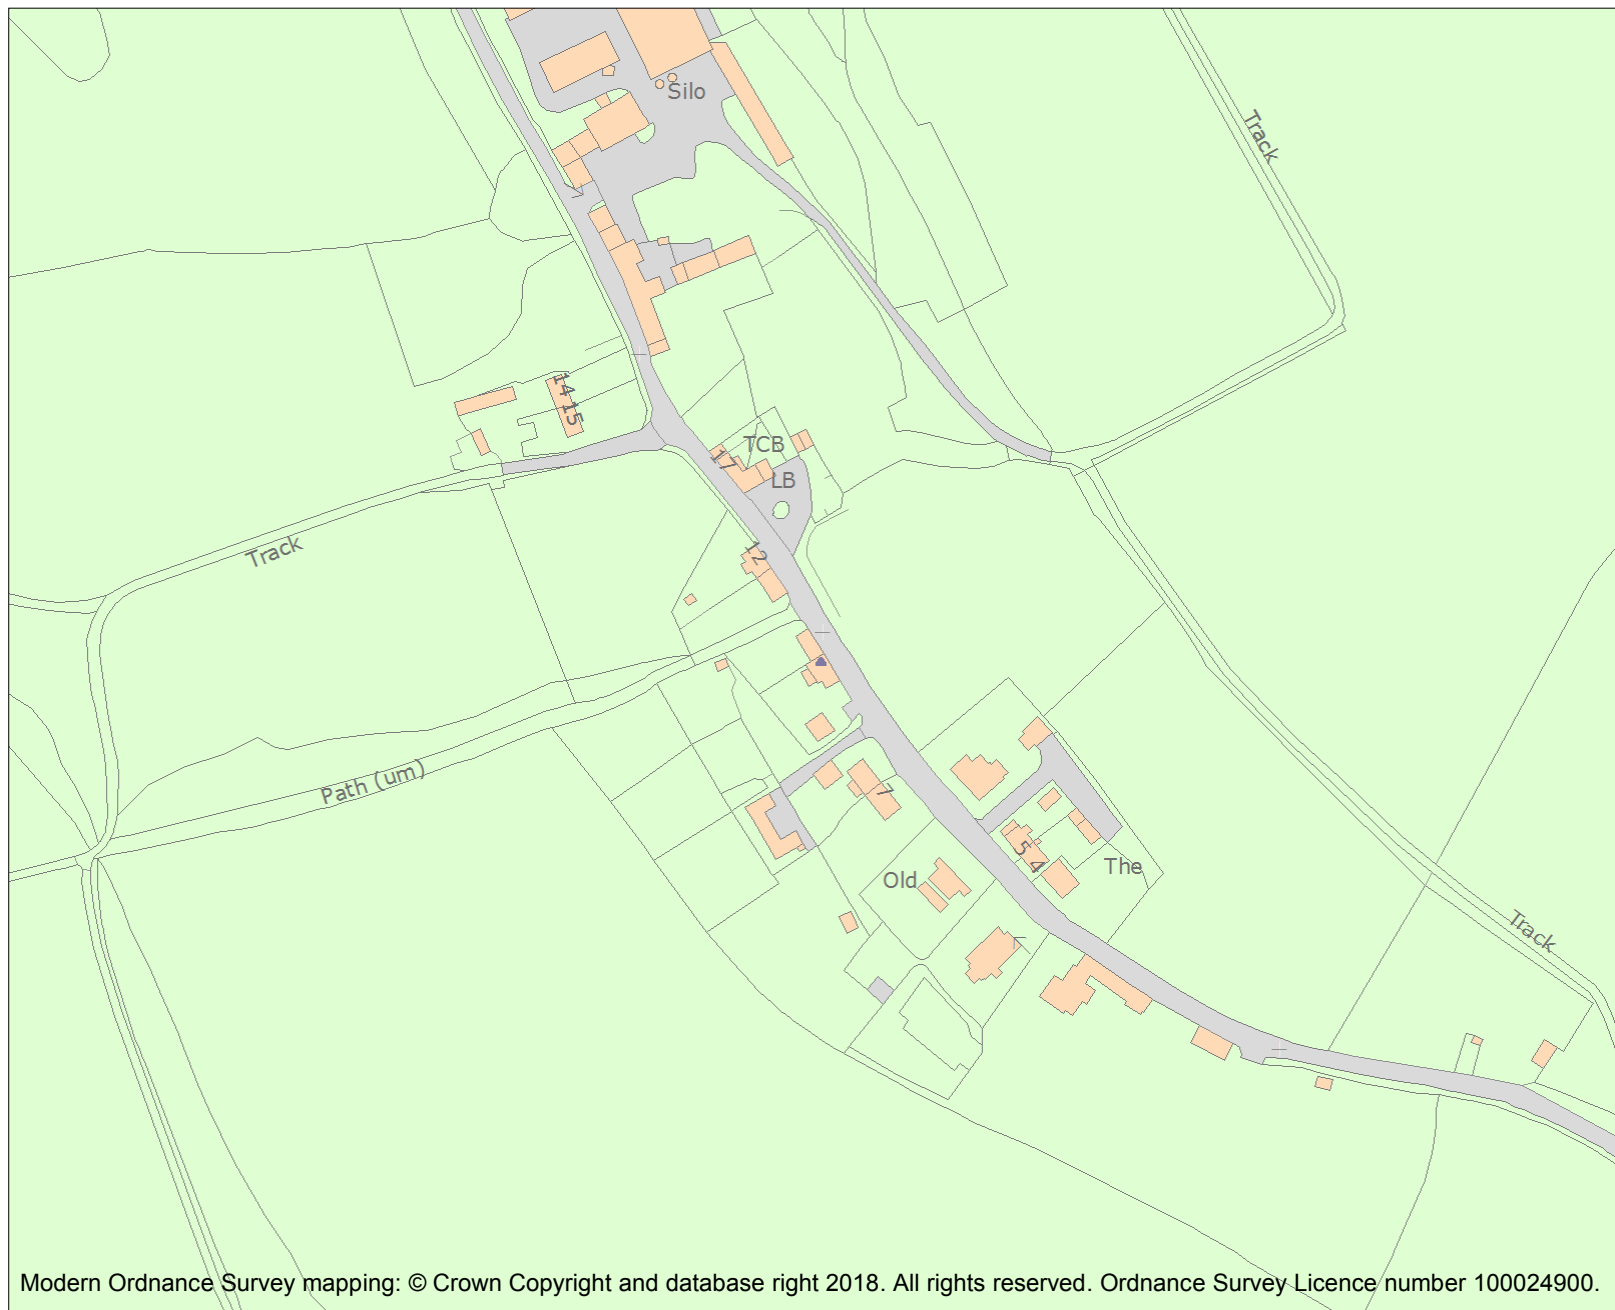 Silo
Track
14
15
TCB
17
LB
12
Track
Path (um)
7
5
4
The
Old
Track
Modern Ordnance Survey mapping: © Crown Copyright and database right 2018. All rights reserved. Ordnance Survey Licence number 100024900.